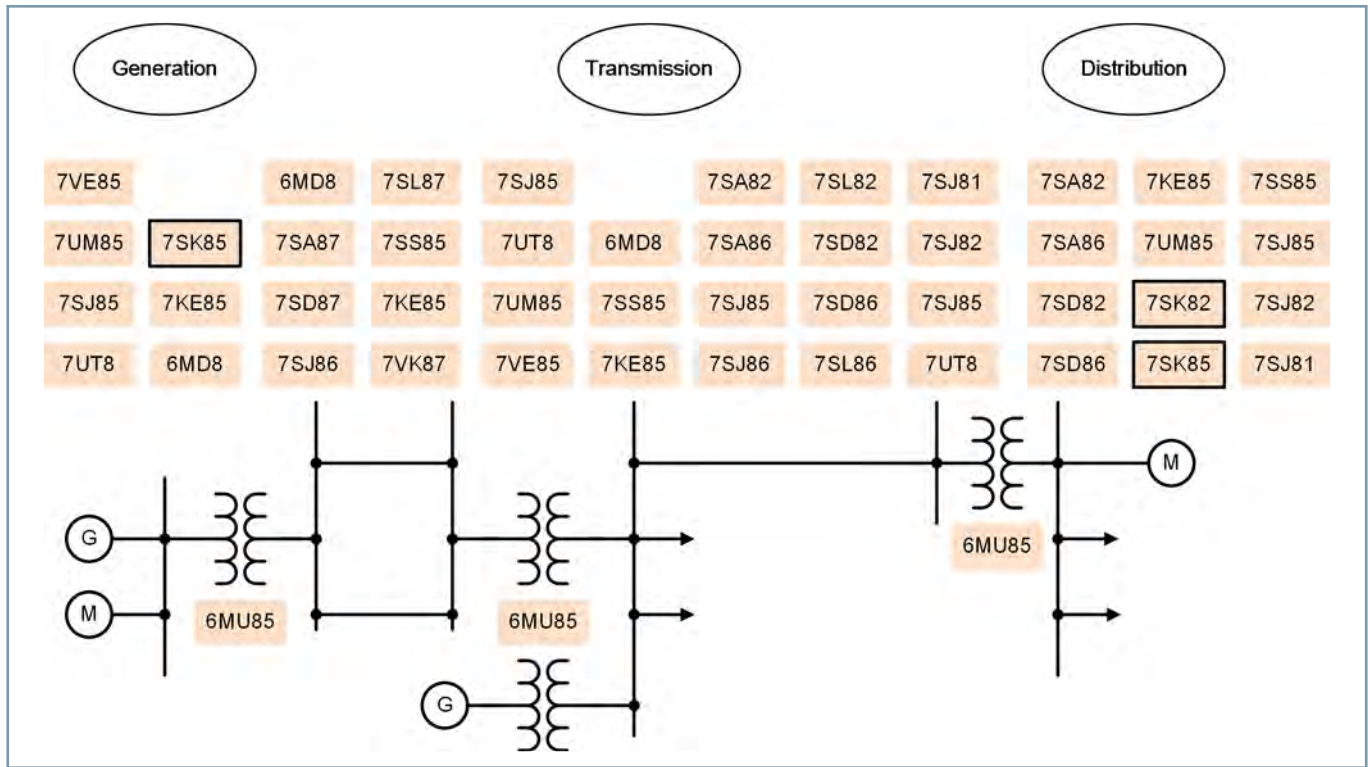 Generation Transmission Distribution
7VE85 6MD8 7SL87 7SJ85 7SA82 7SL82 7SJ81 7SA82 7KE85 7SS85
7UM85 7SK85 7SA87 7SS85 7UT8 6MD8 7SA86 7SD82 7SJ82 7SA86 7UM85 7SJ85
7SJ85 7KE85 7SD87 7KE85 7UM85 7SS85 7SJ85 7SD86 7SJ85 7SD82 7SK82 7SJ82
7UT8 6MD8 7SJ86 7VK87 7VE85 7KE85 7SJ86 7SL86 7UT8 7SD86 7SK85 7SJ81
M
G
6MU85
M
6MU85 6MU85
G